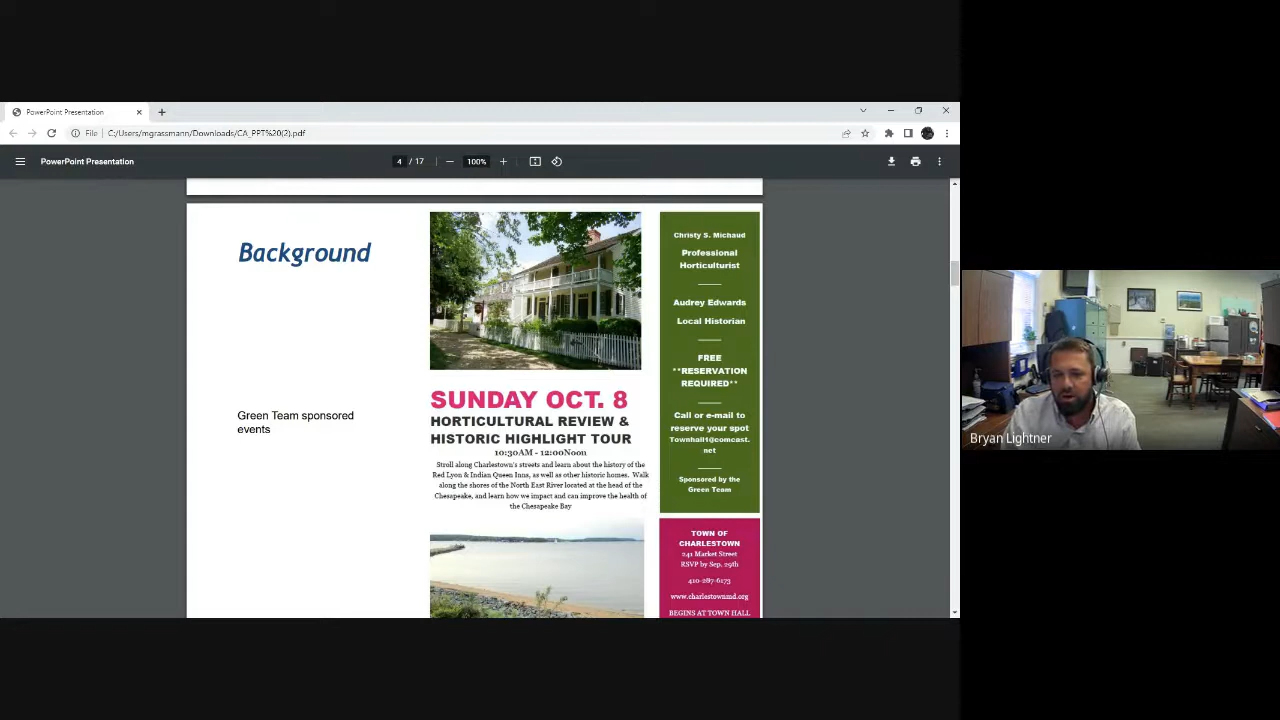 PowerPoint Presentation
File
C:/Users/mgrassmann/Downloads/CA_PPT%20(2).pdf
PowerPoint Presentation
4 / 17
100%
Background
Green Team sponsored
events
SUNDAY OCT. 8
HORTICULTURAL REVIEW &
HISTORIC HIGHLIGHT TOUR
10:30AM - 12:00Noon
Stroll along Charlestown's streets and learn about the history of the
Red Lyon & Indian Queen Inns, as well as other historic homes. Walk
along the shores of the North East River located at the head of the
Chesapeake, and learn how we impact and can improve the health of
the Chesapeake Bay
Christy S. Michaud
Professional
Horticulturist
Audrey Edwards
Local Historian
FREE
**RESERVATION
REQUIRED**
Call or e-mail to
reserve your spot
Townhall1@comcast.
net
Sponsored by the
Green Team
TOWN OF
CHARLESTOWN
241 Market Street
RSVP by Sep. 29th
410-287-6173
www.charlestownmd.org
BEGINS AT TOWN HALL
Bryan Lightner